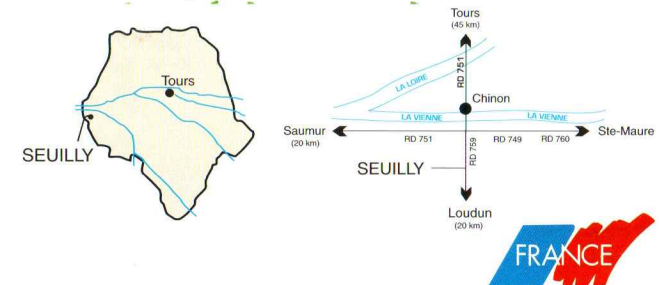 Tours
SEUILLY
Tours
(45 km)
RD 751
LA LOIRE
Chinon
LA VIENNE
LA VIENNE
Saumur
(20 km)
RD 751
RD 759
RD 749
RD 760
Ste-Maure
SEUILLY
Loudun
(20 km)
FRANCE